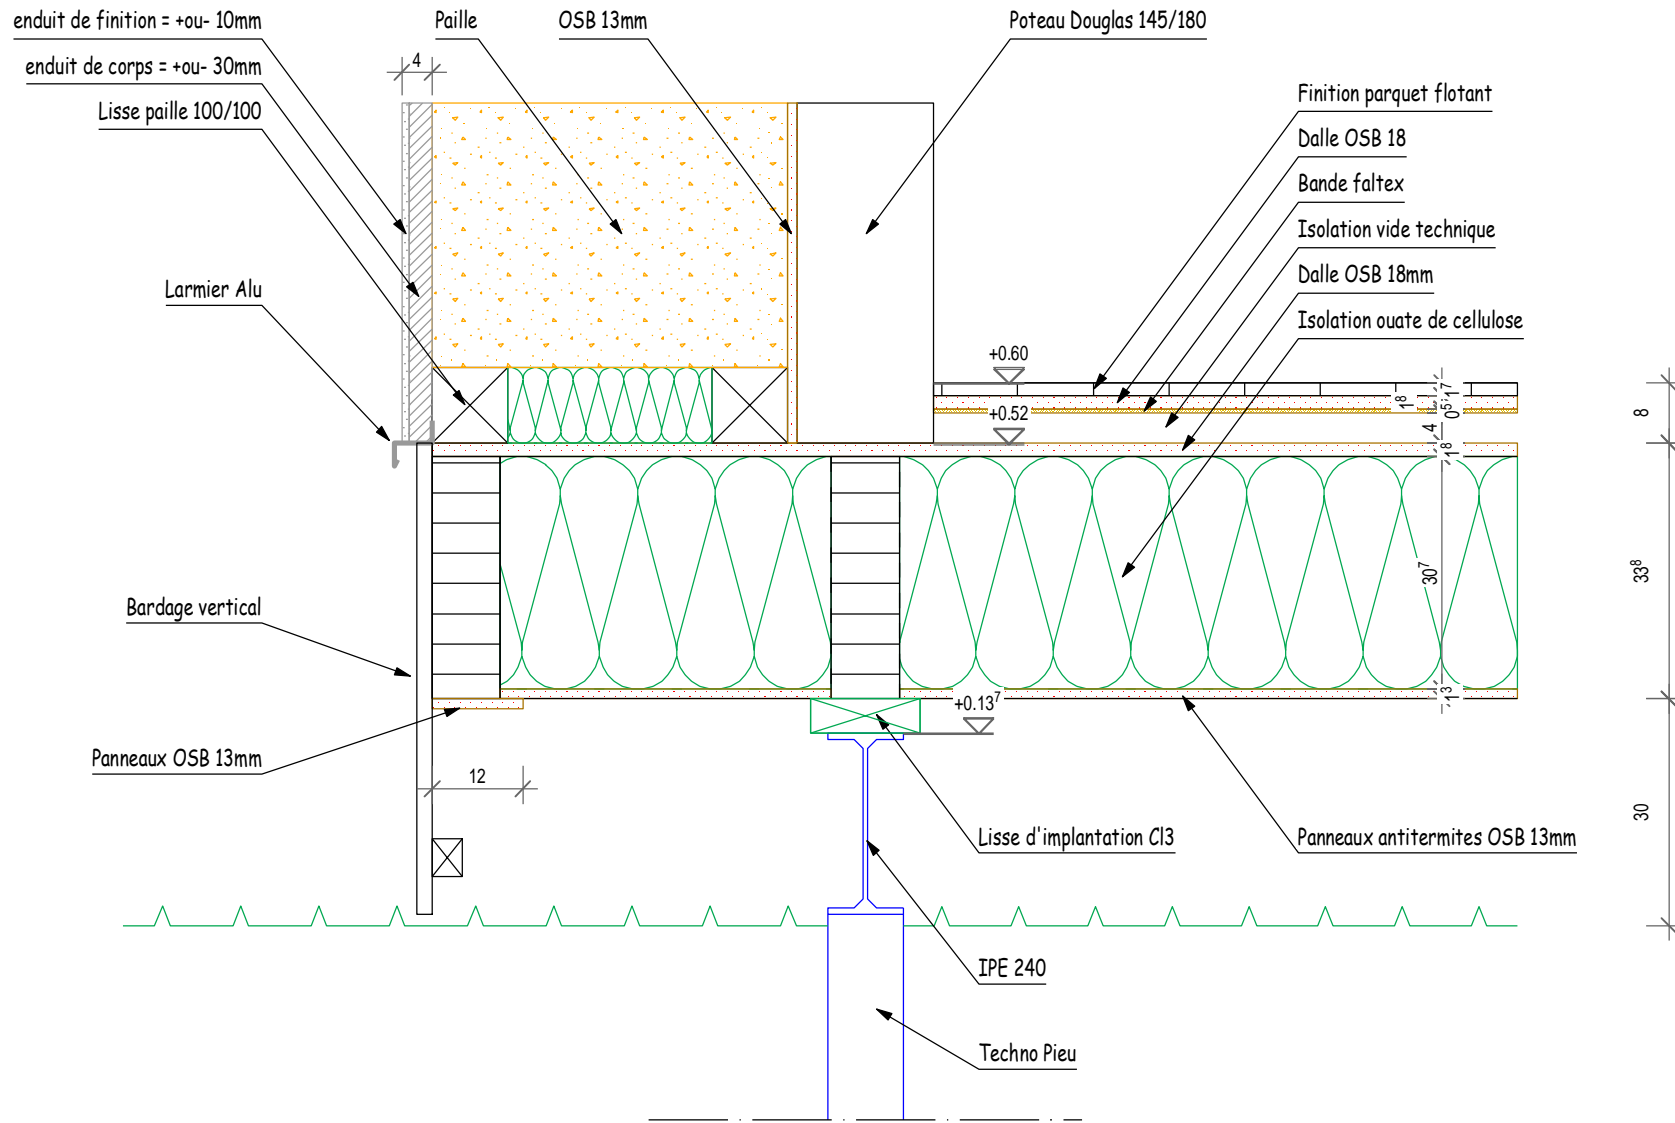 enduit de finition = +ou- 10mm
Paille
OSB 13mm
Poteau Douglas 145/180
enduit de corps = +ou- 30mm
4
Lisse paille 100/100
Finition parquet flotant
Dalle OSB 18
Bande faltex
Isolation vide technique
Larmier Alu
Dalle OSB 18mm
Isolation ouate de cellulose
+0.60
+0.52
1⁷
1⁸
0⁵
4
1⁸
8
30⁷
33⁸
Bardage vertical
1³
+0.13⁷
Panneaux OSB 13mm
12
30
Lisse d'implantation Cl3
Panneaux antitermites OSB 13mm
IPE 240
Techno Pieu